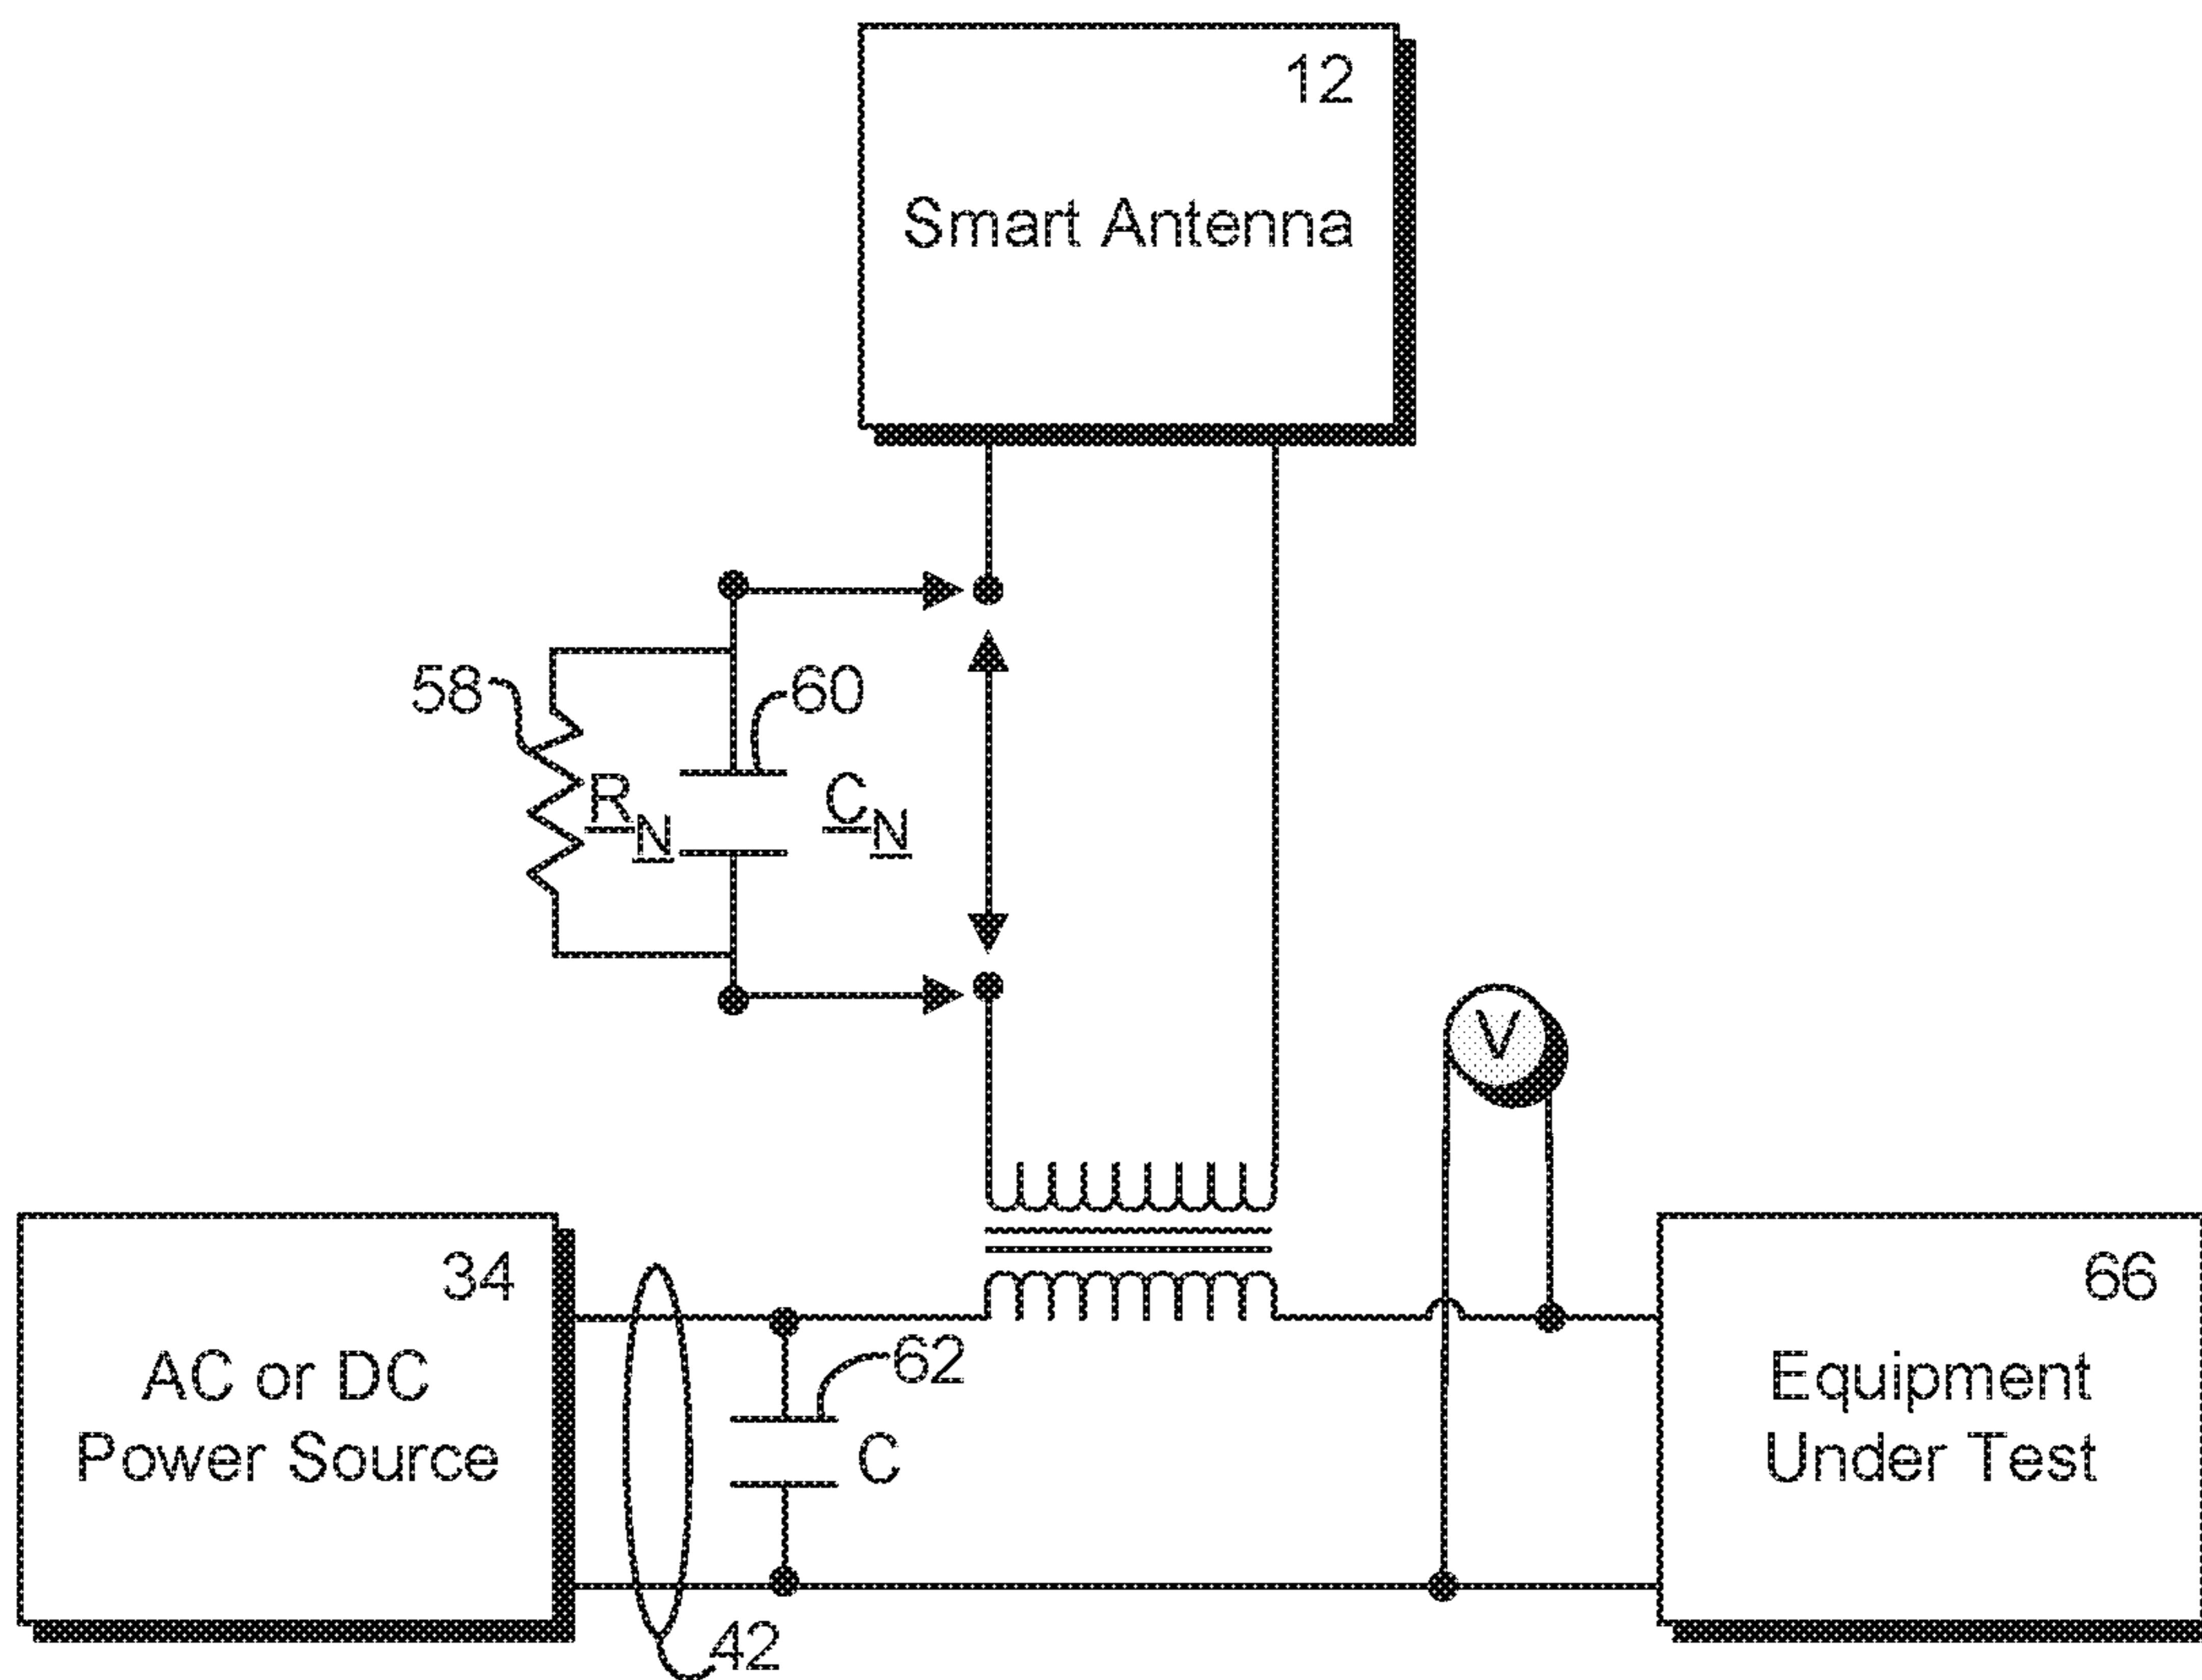 12
Smart Antenna
58
60
R_N
C_N
V
34
AC or DC
Power Source
62
C
42
66
Equipment
Under Test